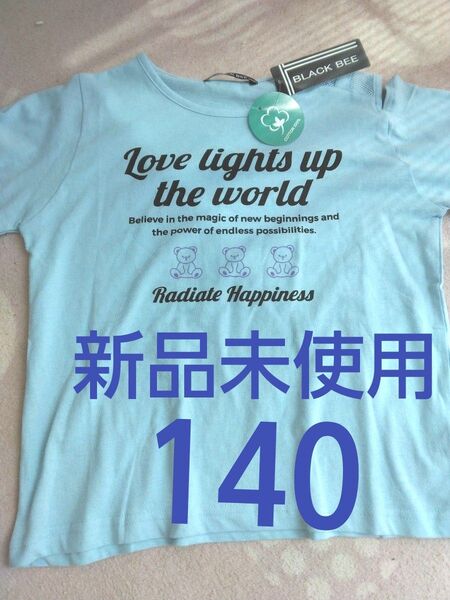 BLACK BEE
Love lights up
the world
Believe in the magic of new beginnings and
the power of endless possibilities.
Radiate Happiness
新品未使用
140